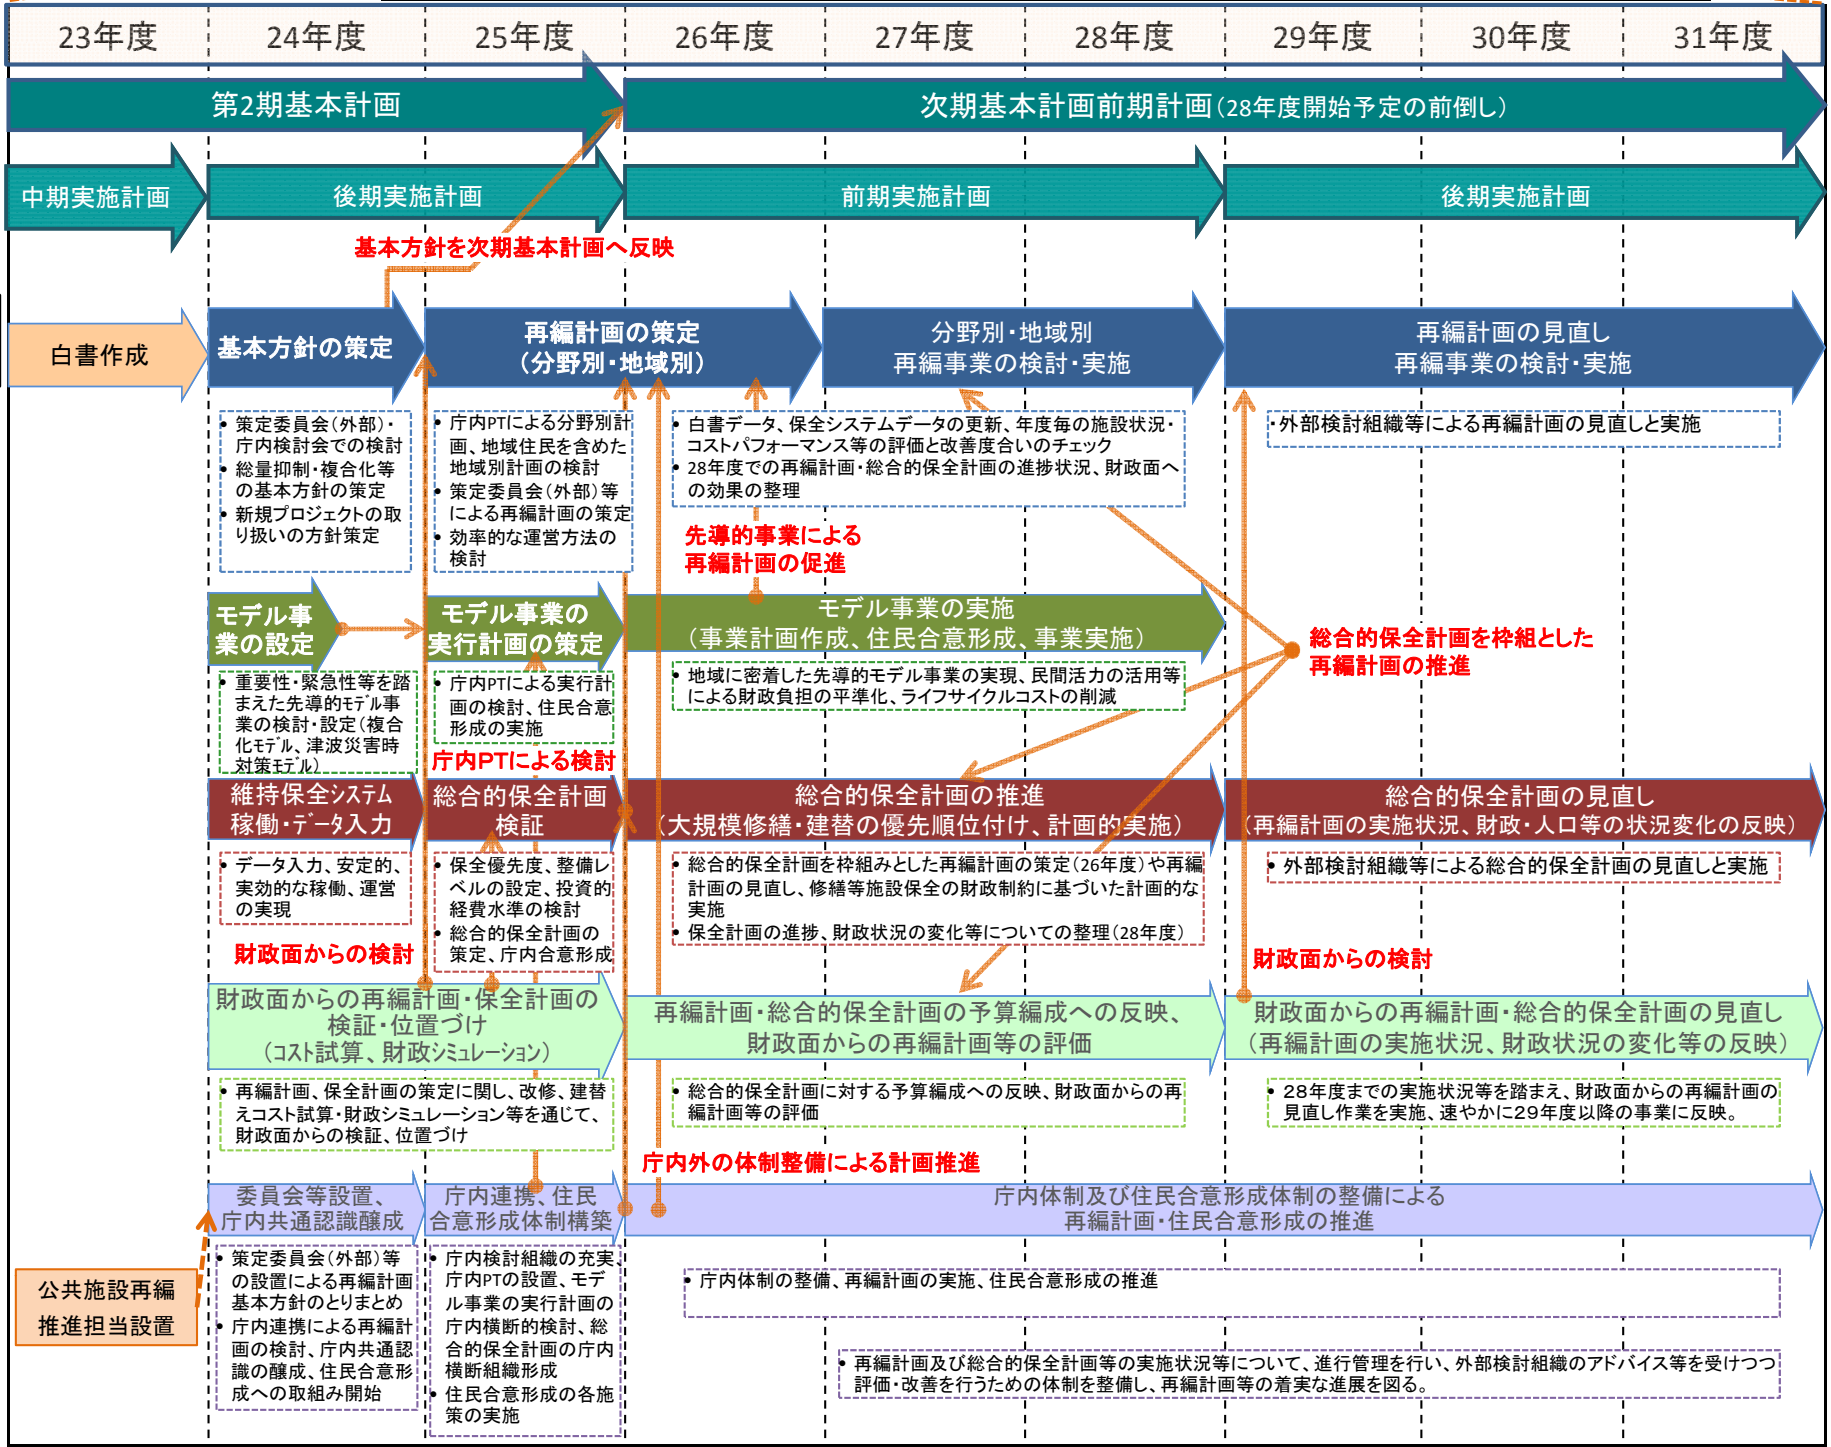 23年度 24年度 25年度 26年度 27年度 28年度 29年度 30年度 31年度
第2期基本計画
次期基本計画前期計画（28年度開始予定の前倒し）
中期実施計画
後期実施計画
前期実施計画
後期実施計画
基本方針を次期基本計画へ反映
白書作成
基本方針の策定
再編計画の策定
（分野別・地域別）
分野別・地域別
再編事業の検討・実施
再編計画の見直し
再編事業の検討・実施
• 策定委員会（外部）・
庁内検討会での検討
• 総量抑制・複合化等
の基本方針の策定
• 新規プロジェクトの取
り扱いの方針策定
• 庁内PTによる分野別計
画、地域住民を含めた
地域別計画の検討
• 策定委員会（外部）等
による再編計画の策定
• 効率的な運営方法の
検討
• 白書データ、保全システムデータの更新、年度毎の施設状況・
コストパフォーマンス等の評価と改善度合いのチェック
• 28年度での再編計画・総合的保全計画の進捗状況、財政面へ
の効果の整理
・外部検討組織等による再編計画の見直しと実施
先導的事業による
再編計画の促進
モデル事
業の設定
モデル事業の
実行計画の策定
モデル事業の実施
（事業計画作成、住民合意形成、事業実施）
総合的保全計画を枠組とした
再編計画の推進
• 重要性・緊急性等を踏
まえた先導的ﾓﾃﾞﾙ事
業の検討・設定（複合
化ﾓﾃﾞﾙ、津波災害時
対策ﾓﾃﾞﾙ）
• 庁内PTによる実行計
画の検討、住民合意
形成の実施
• 地域に密着した先導的モデル事業の実現、民間活力の活用等
による財政負担の平準化、ライフサイクルコストの削減
庁内PTによる検討
維持保全ｼｽﾃﾑ
稼働・ﾃﾞｰﾀ入力
総合的保全計画
検証
総合的保全計画の推進
（大規模修繕・建替の優先順位付け、計画的実施）
総合的保全計画の見直し
（再編計画の実施状況、財政・人口等の状況変化の反映）
• データ入力、安定的、
実効的な稼働、運営
の実現
• 保全優先度、整備レ
ベルの設定、投資的
経費水準の検討
• 総合的保全計画の
策定、庁内合意形成
• 総合的保全計画を枠組みとした再編計画の策定（26年度）や再編
計画の見直し、修繕等施設保全の財政制約に基づいた計画的な
実施
• 保全計画の進捗、財政状況の変化等についての整理（28年度）
• 外部検討組織等による総合的保全計画の見直しと実施
財政面からの検討
財政面からの検討
財政面からの再編計画・保全計画の
検証・位置づけ
（ｺｽﾄ試算、財政ｼﾐｭﾚｰｼｮﾝ）
再編計画・総合的保全計画の予算編成への反映、
財政面からの再編計画等の評価
財政面からの再編計画・総合的保全計画の見直し
（再編計画の実施状況、財政状況の変化等の反映）
• 再編計画、保全計画の策定に関し、改修、建替
えコスト試算・財政シミュレーション等を通じて、
財政面からの検証、位置づけ
• 総合的保全計画に対する予算編成への反映、財政面からの再
編計画等の評価
• 28年度までの実施状況等を踏まえ、財政面からの再編計画の
見直し作業を実施、速やかに29年度以降の事業に反映。
庁内外の体制整備による計画推進
委員会等設置、
庁内共通認識醸成
庁内連携、住民
合意形成体制構築
庁内体制及び住民合意形成体制の整備による
再編計画・住民合意形成の推進
公共施設再編
推進担当設置
• 策定委員会（外部）等
の設置による再編計画
基本方針のとりまとめ
• 庁内連携による再編計
画の検討、庁内共通認
識の醸成、住民合意形
成への取組み開始
• 庁内検討組織の充実、
庁内PTの設置、モデ
ル事業の実行計画の
庁内横断的検討、総
合的保全計画の庁内
横断組織形成
• 住民合意形成の各施
策の実施
• 庁内体制の整備、再編計画の実施、住民合意形成の推進
• 再編計画及び総合的保全計画等の実施状況等について、進行管理を行い、外部検討組織のアドバイス等を受けつつ
評価・改善を行うための体制を整備し、再編計画等の着実な進展を図る。